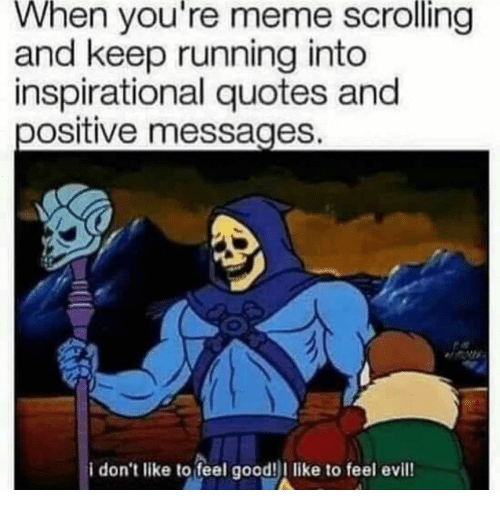 When you're meme scrolling
and keep running into
inspirational quotes and
positive messages.
i don't like to feel good! I like to feel evil!